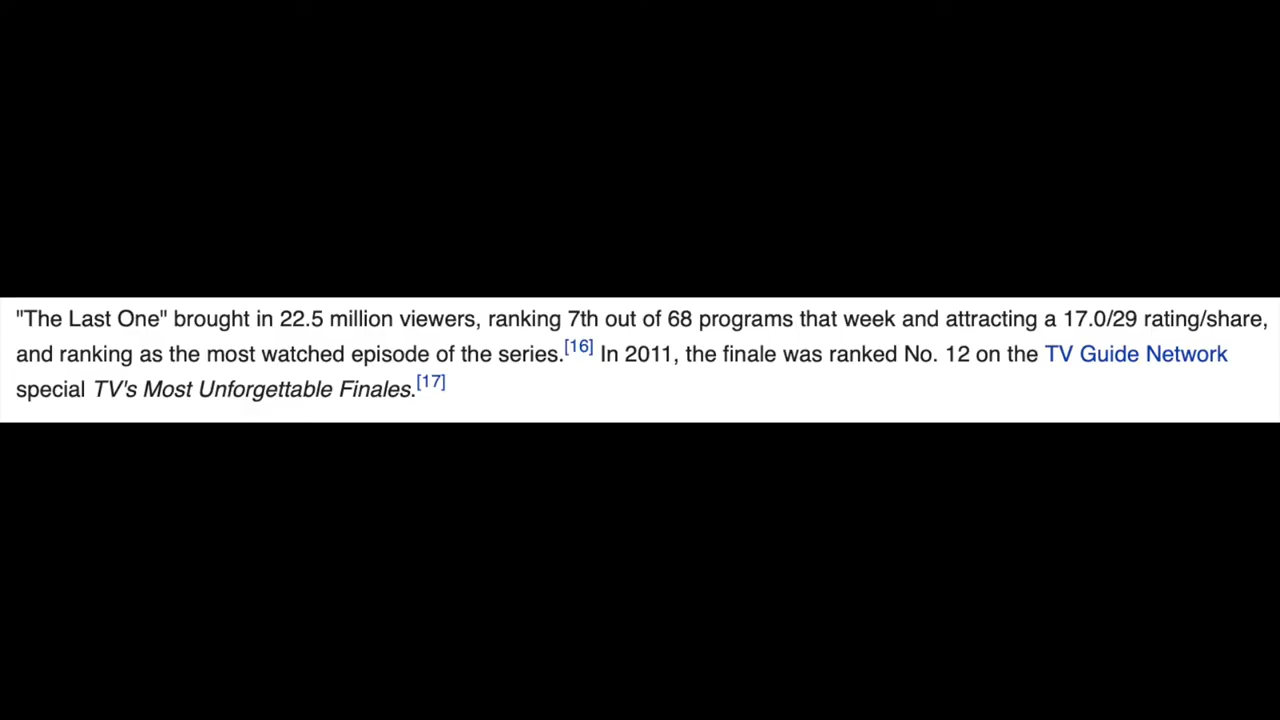 "The Last One" brought in 22.5 million viewers, ranking 7th out of 68 programs that week and attracting a 17.0/29 rating/share,
and ranking as the most watched episode of the series.[16] In 2011, the finale was ranked No. 12 on the TV Guide Network
special TV's Most Unforgettable Finales.[17]